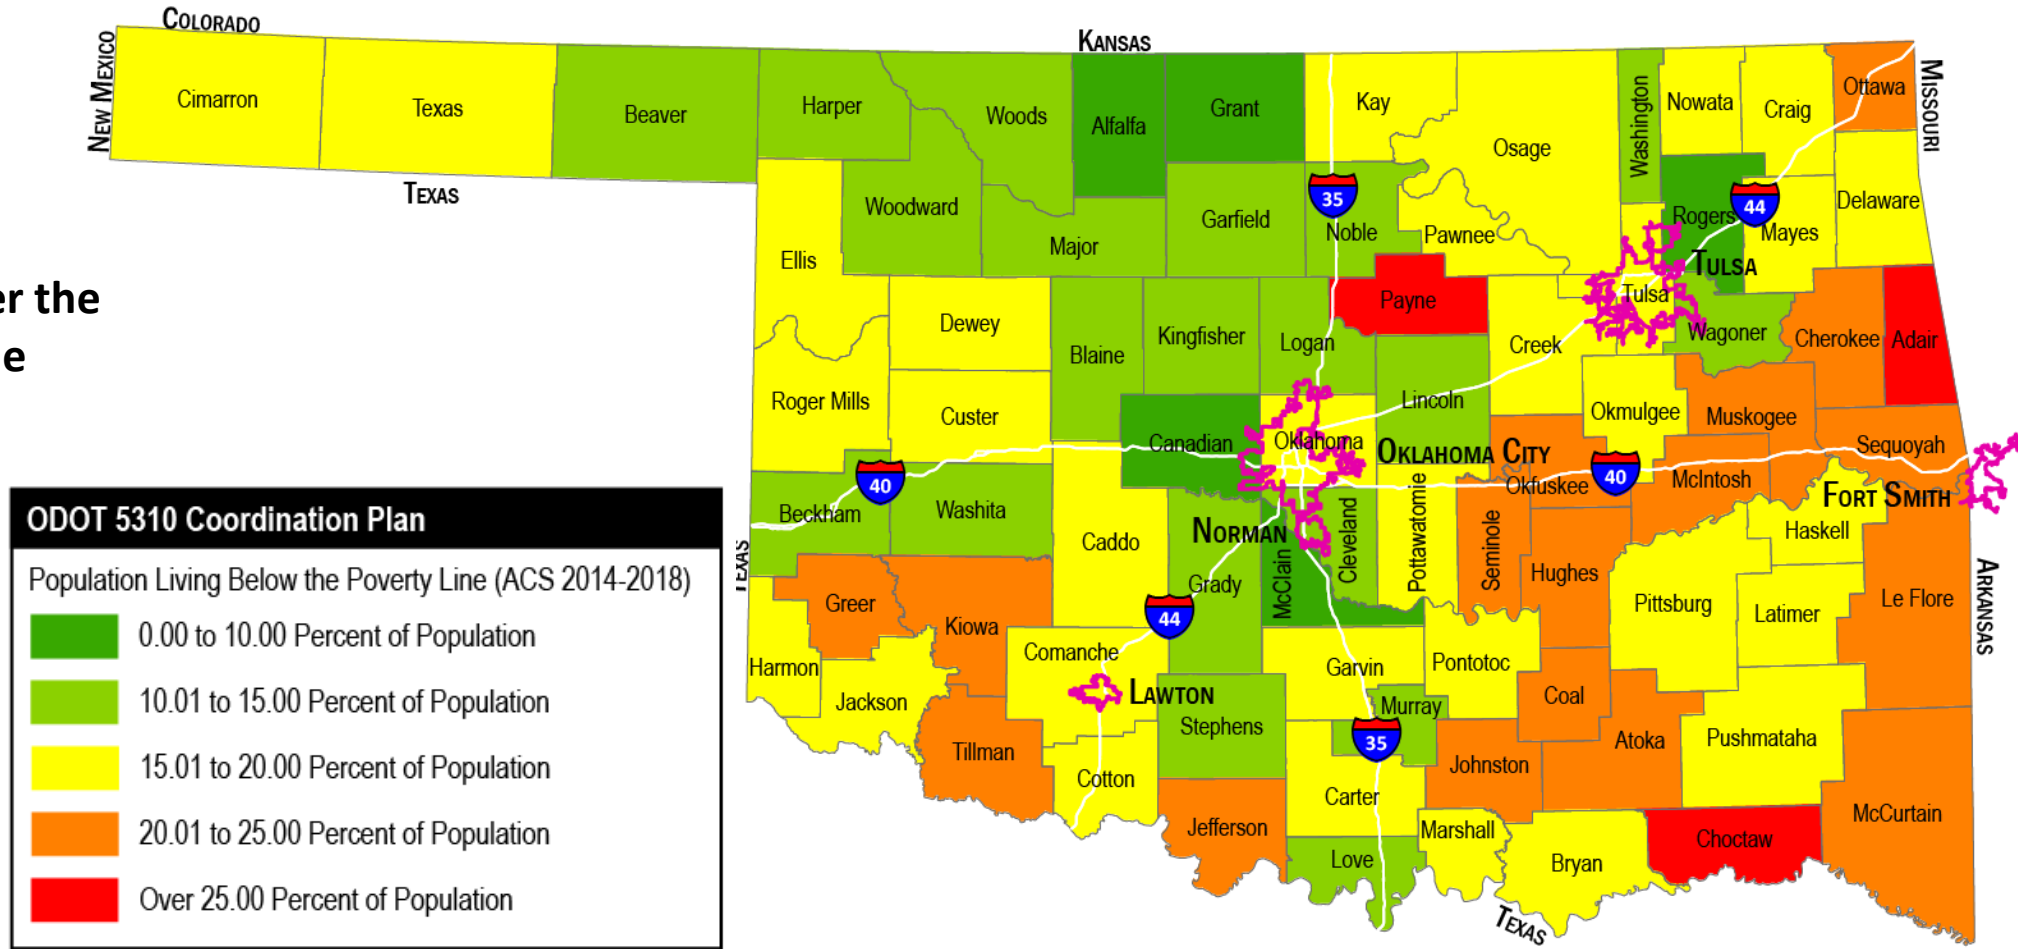 COLORADO
KANSAS
NEW MEXICO
MISSOURI
TEXAS
Cimarron
Texas
Beaver
Harper
Woods
Alfalfa
Grant
Kay
Osage
Washington
Nowata
Craig
Ottawa
Woodward
Major
Garfield
35
Noble
Pawnee
Rogers
44
Mayes
Delaware
Ellis
TULSA
Tulsa
er the
e
Dewey
Blaine
Kingfisher
Logan
Payne
Creek
Wagoner
Cherokee
Adair
Roger Mills
Custer
Canadian
Oklahoma
Lincoln
OKLAHOMA CITY
Okmulgee
Muskogee
Sequoyah
40
Beckham
Washita
Caddo
NORMAN
Cleveland
Pottawatomie
Seminole
Okfuskee
40
McIntosh
FORT SMITH
Haskell
TEXAS
Greer
Kiowa
Grady
McClain
Hughes
Pittsburg
Latimer
Le Flore
ARKANSAS
44
Harmon
Jackson
Comanche
LAWTON
Garvin
Pontotoc
Coal
Murray
Stephens
35
Tillman
Cotton
Carter
Johnston
Atoka
Pushmataha
Jefferson
Love
Marshall
Bryan
Choctaw
McCurtain
TEXAS
ODOT 5310 Coordination Plan
Population Living Below the Poverty Line (ACS 2014-2018)
0.00 to 10.00 Percent of Population
10.01 to 15.00 Percent of Population
15.01 to 20.00 Percent of Population
20.01 to 25.00 Percent of Population
Over 25.00 Percent of Population